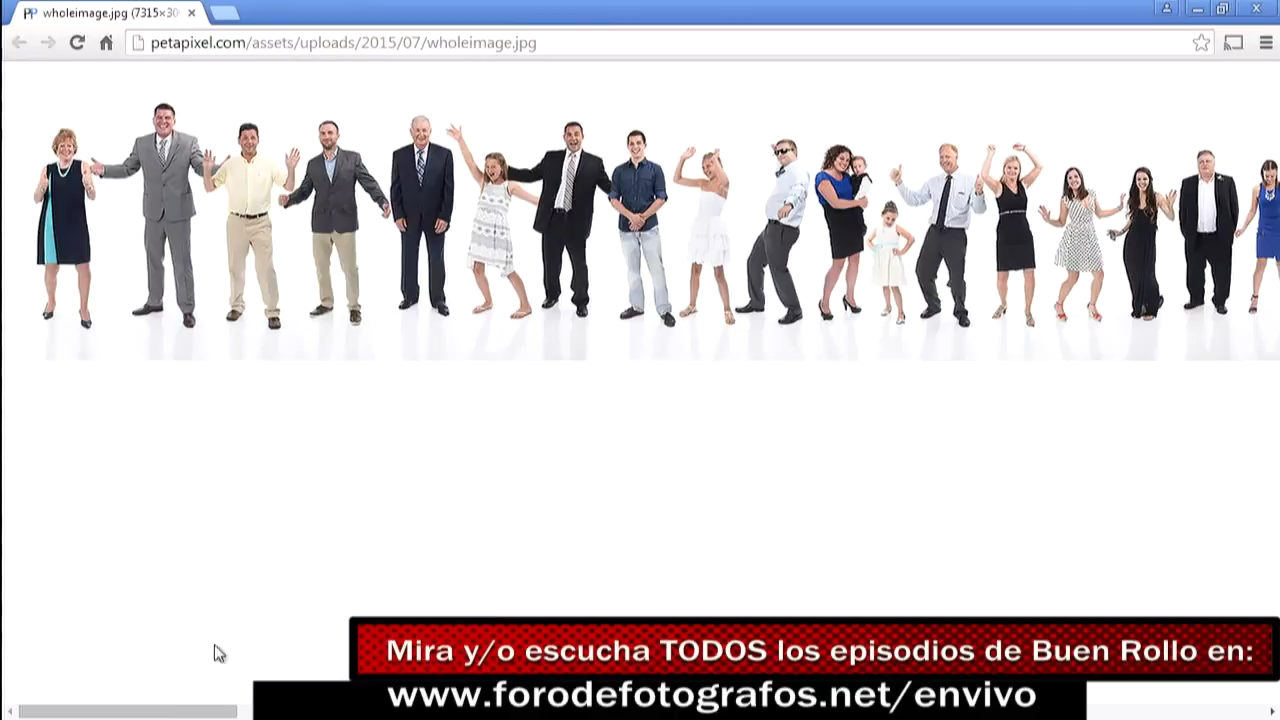 wholeimage.jpg (7315×30
petapixel.com/assets/uploads/2015/07/wholeimage.jpg
Mira y/o escucha TODOS los episodios de Buen Rollo en:
www.forodefotografos.net/envivo